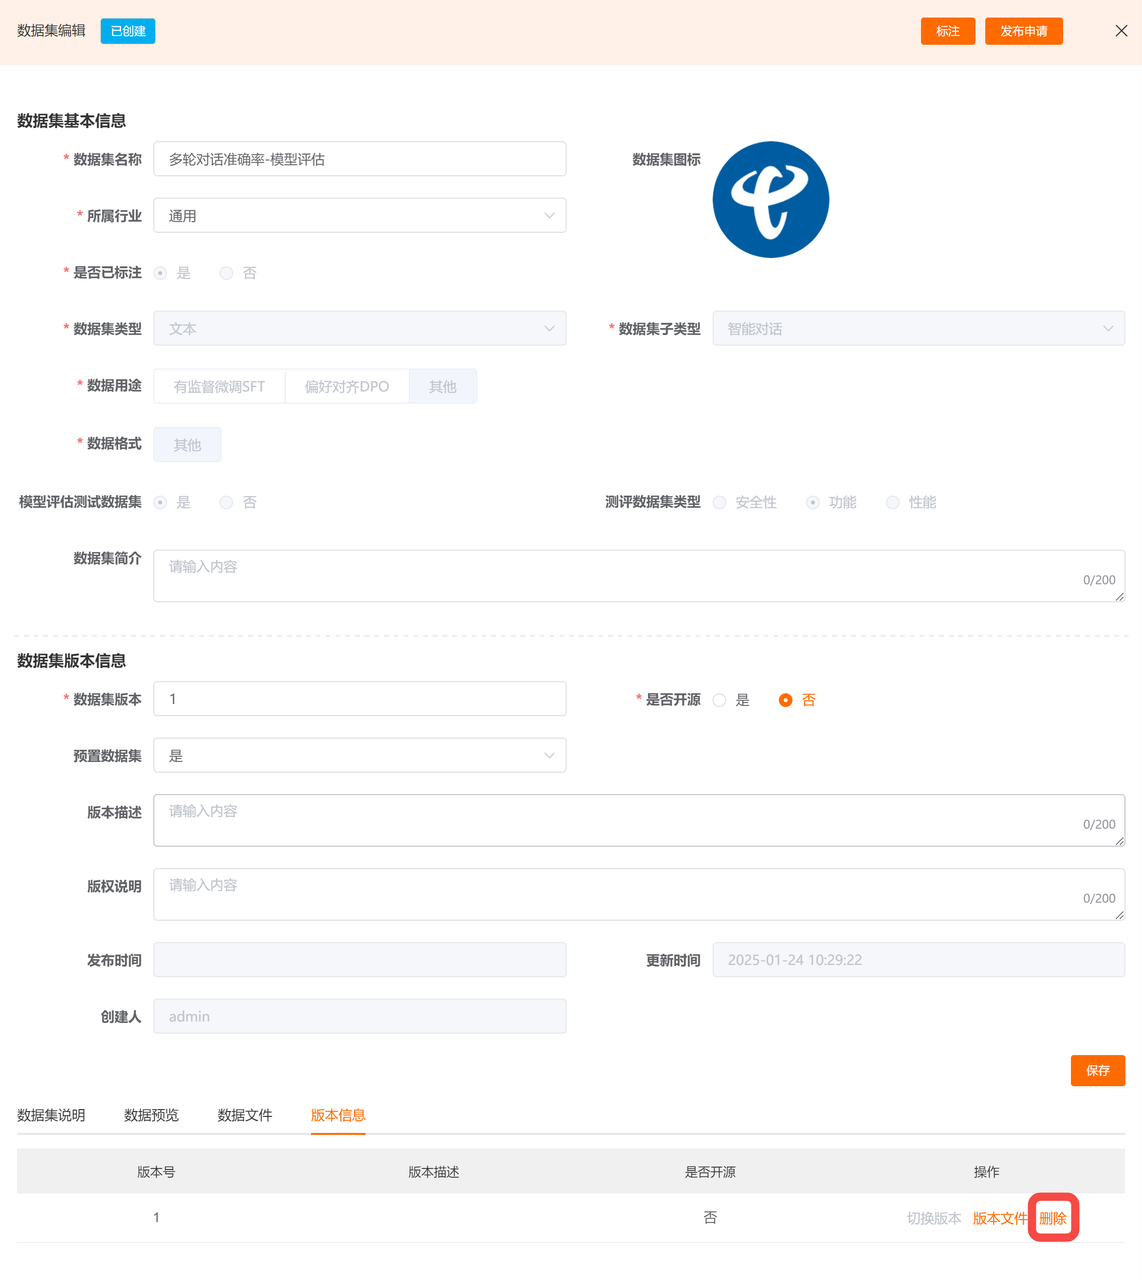 数据集编辑 已创建 标注 发布申请
数据集基本信息
* 数据集名称 多轮对话准确率-模型评估 数据集图标
* 所属行业 通用
* 是否已标注 是 否
* 数据集类型 文本 * 数据集子类型 智能对话
* 数据用途 有监督微调SFT 偏好对齐DPO 其他
* 数据格式 其他
模型评估测试数据集 是 否 测评数据集类型 安全性 功能 性能
数据集简介 请输入内容
0/200
数据集版本信息
* 数据集版本 1 * 是否开源 是 否
预置数据集 是
版本描述 请输入内容
0/200
版权说明 请输入内容
0/200
发布时间 更新时间 2025-01-24 10:29:22
创建人 admin
保存
数据集说明 数据预览 数据文件 版本信息
版本号 版本描述 是否开源 操作
1 否 切换版本 版本文件 删除